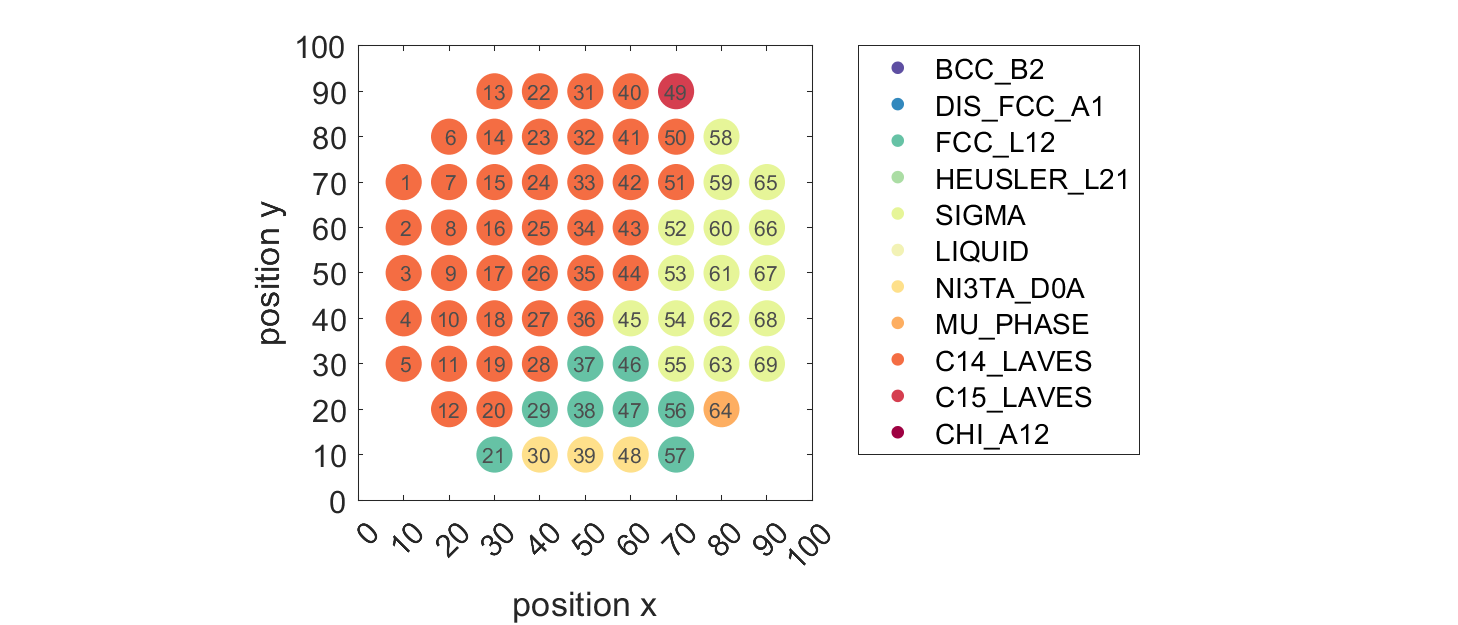 100
90 13 22 31 40 49
80 6 14 23 32 41 50 58
70 1 7 15 24 33 42 51 59 65
60 2 8 16 25 34 43 52 60 66
50 3 9 17 26 35 44 53 61 67
40 4 10 18 27 36 45 54 62 68
30 5 11 19 28 37 46 55 63 69
20 12 20 29 38 47 56 64
10 21 30 39 48 57
0
0 10 20 30 40 50 60 70 80 90 100
position x
position y
BCC_B2
DIS_FCC_A1
FCC_L12
HEUSLER_L21
SIGMA
LIQUID
NI3TA_D0A
MU_PHASE
C14_LAVES
C15_LAVES
CHI_A12